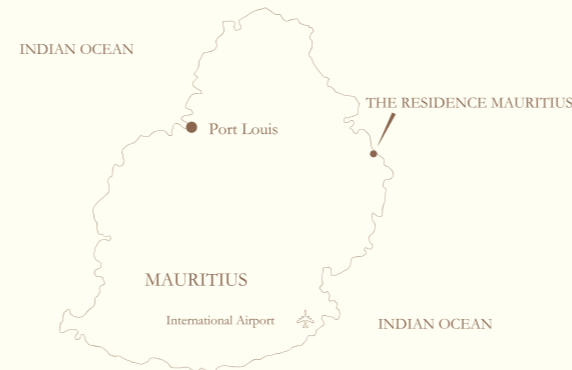 INDIAN OCEAN
THE RESIDENCE MAURITIUS
Port Louis
MAURITIUS
International Airport
INDIAN OCEAN